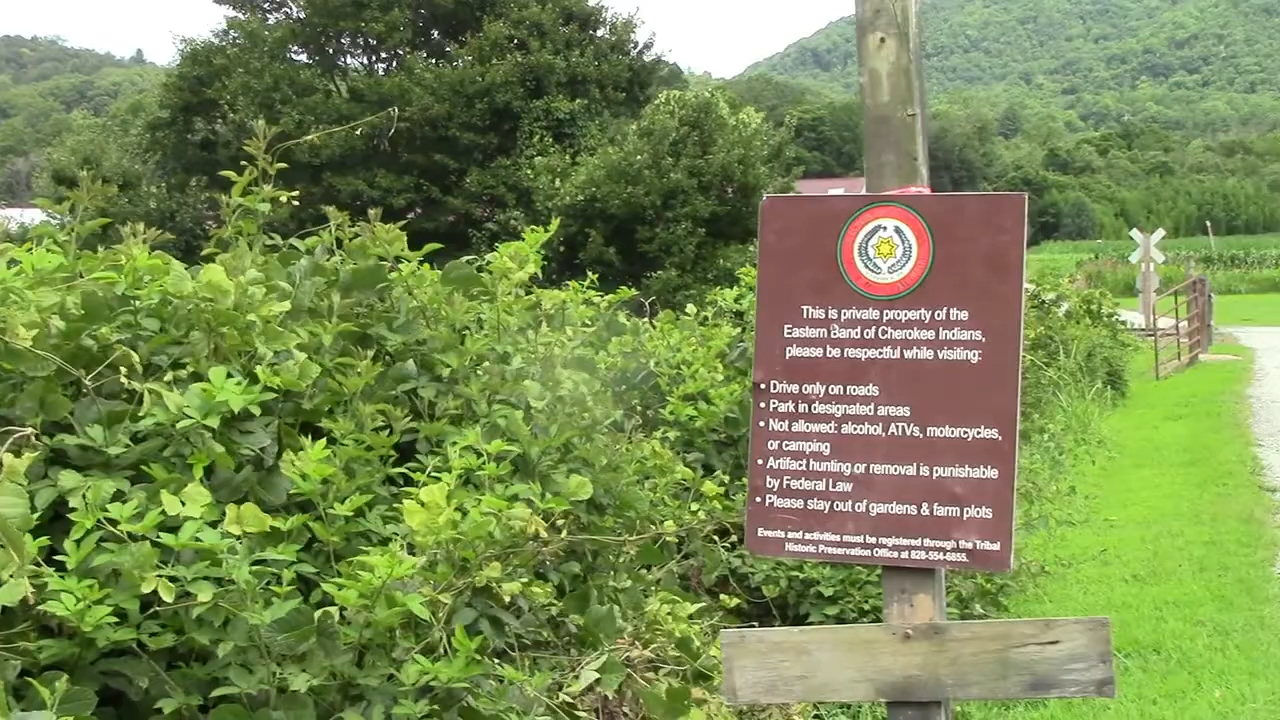 This is private property of the
Eastern Band of Cherokee Indians,
please be respectful while visiting:
• Drive only on roads
• Park in designated areas
• Not allowed: alcohol, ATVs, motorcycles,
or camping
• Artifact hunting or removal is punishable
by Federal Law
• Please stay out of gardens & farm plots
Events and activities must be registered through the Tribal
Historic Preservation Office at 828-554-6855.